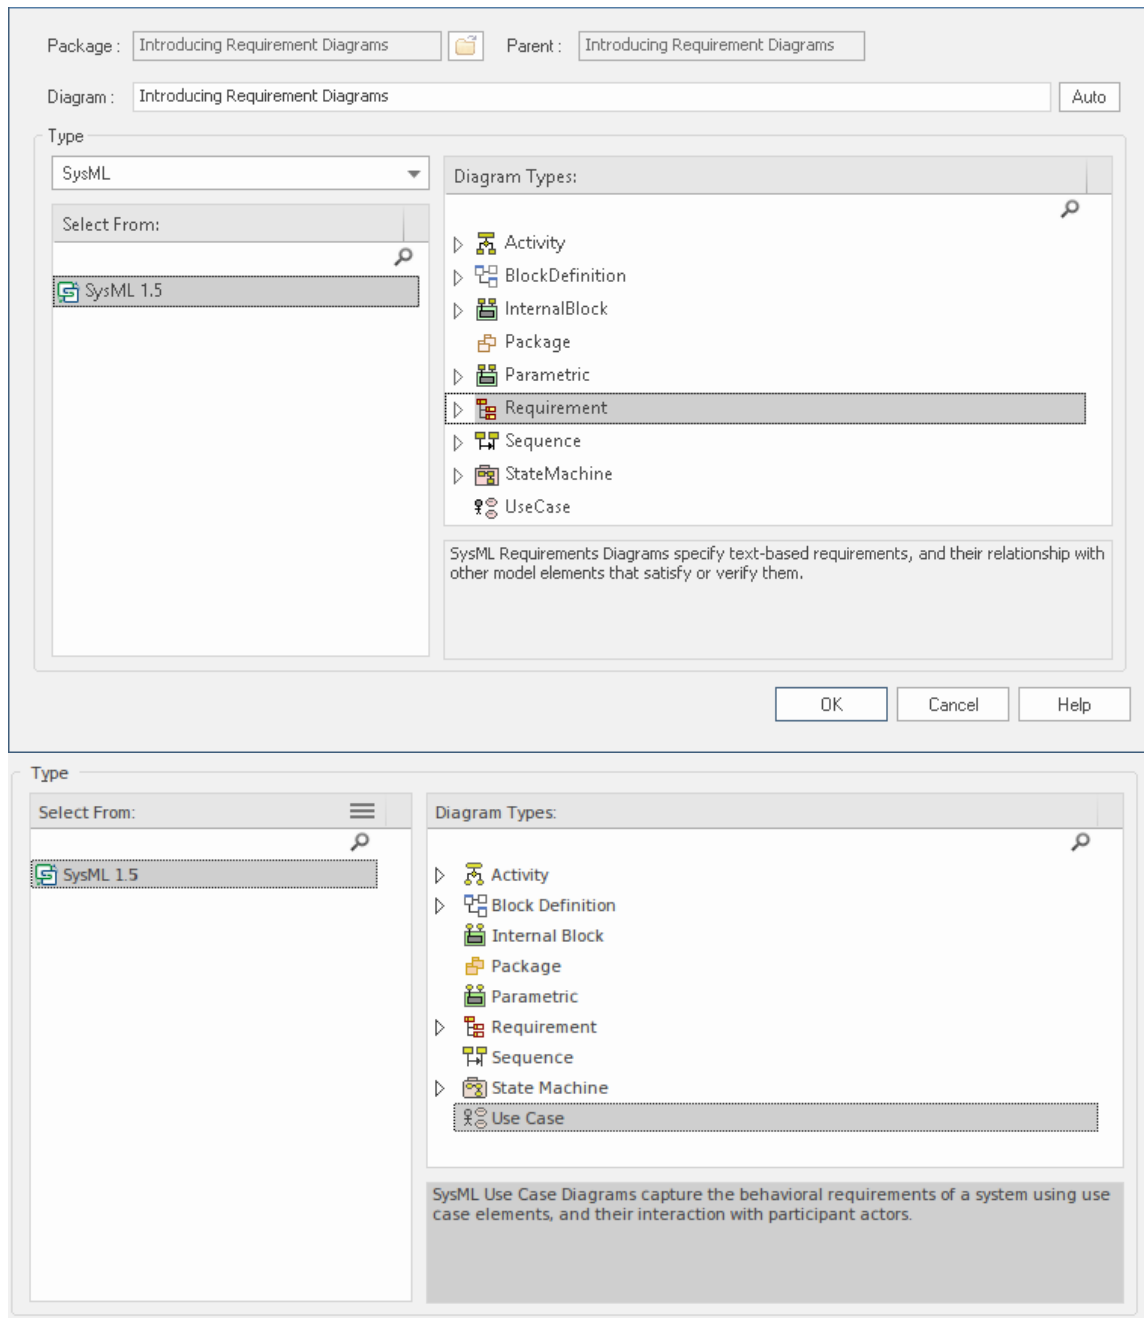 Package : Introducing Requirement Diagrams Parent : Introducing Requirement Diagrams
Diagram : Introducing Requirement Diagrams Auto
Type
SysML
Diagram Types:
Select From:
SysML 1.5
Activity
BlockDefinition
InternalBlock
Package
Parametric
Requirement
Sequence
StateMachine
UseCase
SysML Requirements Diagrams specify text-based requirements, and their relationship with
other model elements that satisfy or verify them.
OK Cancel Help
Type
Select From:
SysML 1.5
Diagram Types:
Activity
Block Definition
Internal Block
Package
Parametric
Requirement
Sequence
State Machine
Use Case
SysML Use Case Diagrams capture the behavioral requirements of a system using use
case elements, and their interaction with participant actors.